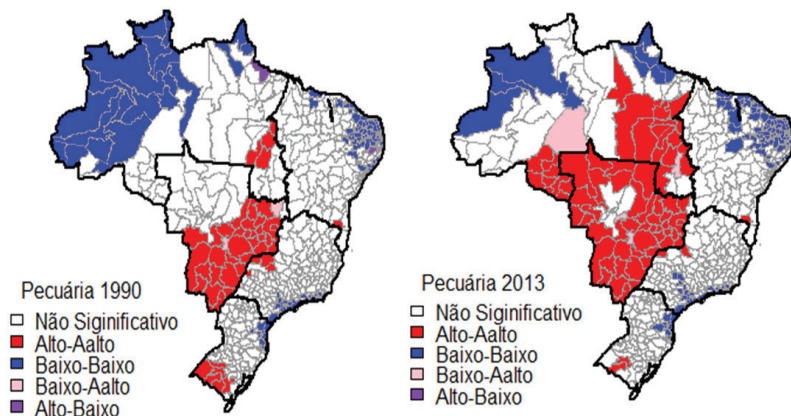 Pecuária 1990
Não Siginificativo
Alto-Aalto
Baixo-Baixo
Baixo-Aalto
Alto-Baixo
Pecuária 2013
Não Siginificativo
Alto-Aalto
Baixo-Baixo
Baixo-Aalto
Alto-Baixo